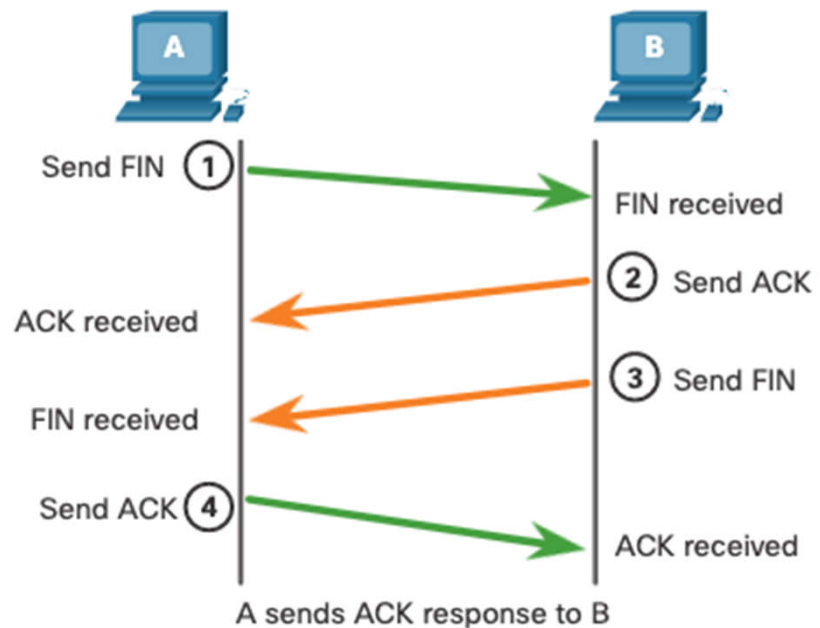 A
B
Send FIN 1
FIN received
2 Send ACK
ACK received
3 Send FIN
FIN received
Send ACK 4
ACK received
A sends ACK response to B